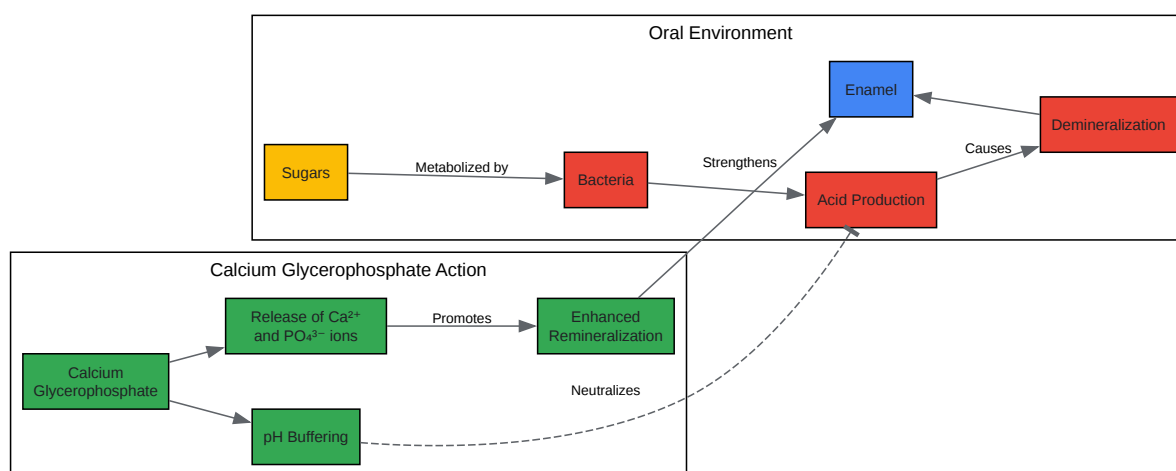 Oral Environment
Enamel
Demineralization
Causes
Strengthens
Metabolized by
Sugars
Bacteria
Acid Production
Calcium Glycerophosphate Action
Release of Ca²⁺
and PO₄³⁻ ions
Promotes
Enhanced
Remineralization
Calcium
Glycerophosphate
Neutralizes
pH Buffering